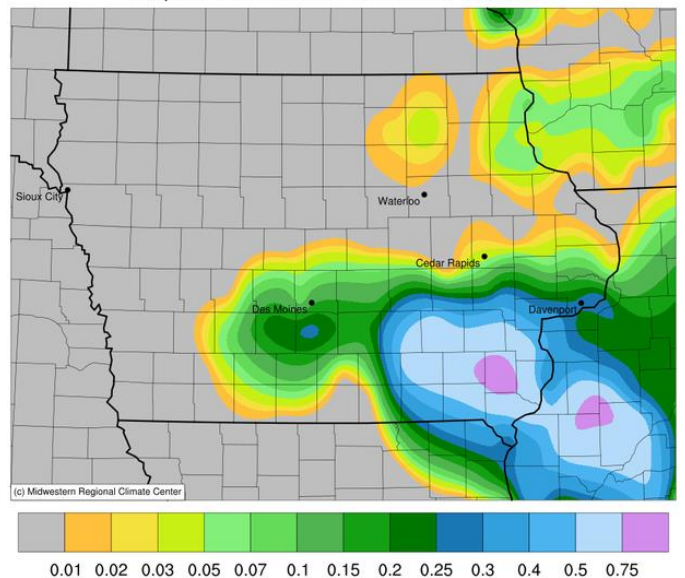 Sioux City
Waterloo
Cedar Rapids
Des Moines
Davenport
(c) Midwestern Regional Climate Center
0.01 0.02 0.03 0.05 0.07 0.1 0.15 0.2 0.25 0.3 0.4 0.5 0.75